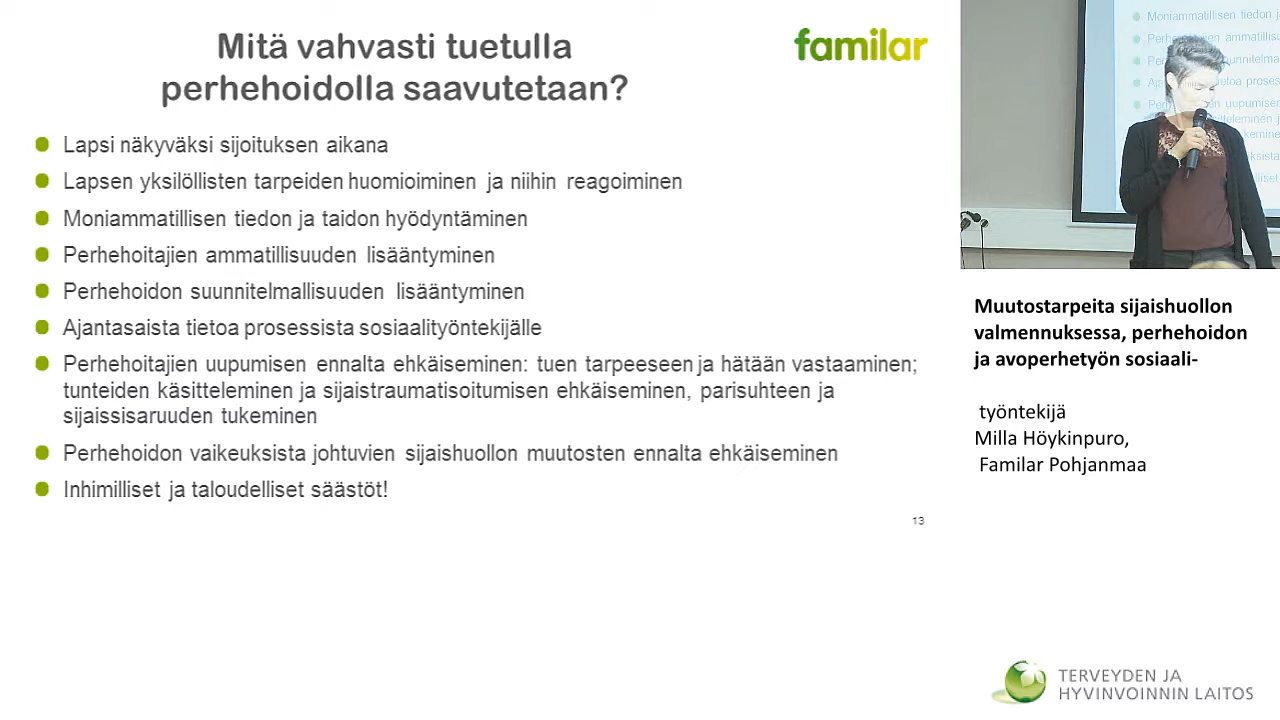 Mitä vahvasti tuetulla
perhehoidolla saavutetaan?
familar
Lapsi näkyväksi sijoituksen aikana
Lapsen yksilöllisten tarpeiden huomioiminen ja niihin reagoiminen
Moniammatillisen tiedon ja taidon hyödyntäminen
Perhehoitajien ammatillisuuden lisääntyminen
Perhehoidon suunnitelmallisuuden lisääntyminen
Ajantasaista tietoa prosessista sosiaalityöntekijälle
Perhehoitajien uupumisen ennalta ehkäiseminen: tuen tarpeeseen ja hätään vastaaminen;
tunteiden käsitteleminen ja sijaistraumatisoitumisen ehkäiseminen, parisuhteen ja
sijaissisaruuden tukeminen
Perhehoidon vaikeuksista johtuvien sijaishuollon muutosten ennalta ehkäiseminen
Inhimilliset ja taloudelliset säästöt!
13
Moniammatillisen tiedon j
Muutostarpeita sijaishuollon
valmennuksessa, perhehoidon
ja avoperhetyön sosiaali-
työntekijä
Milla Höykinpuro,
Familar Pohjanmaa
TERVEYDEN JA
HYVINVOINNIN LAITOS